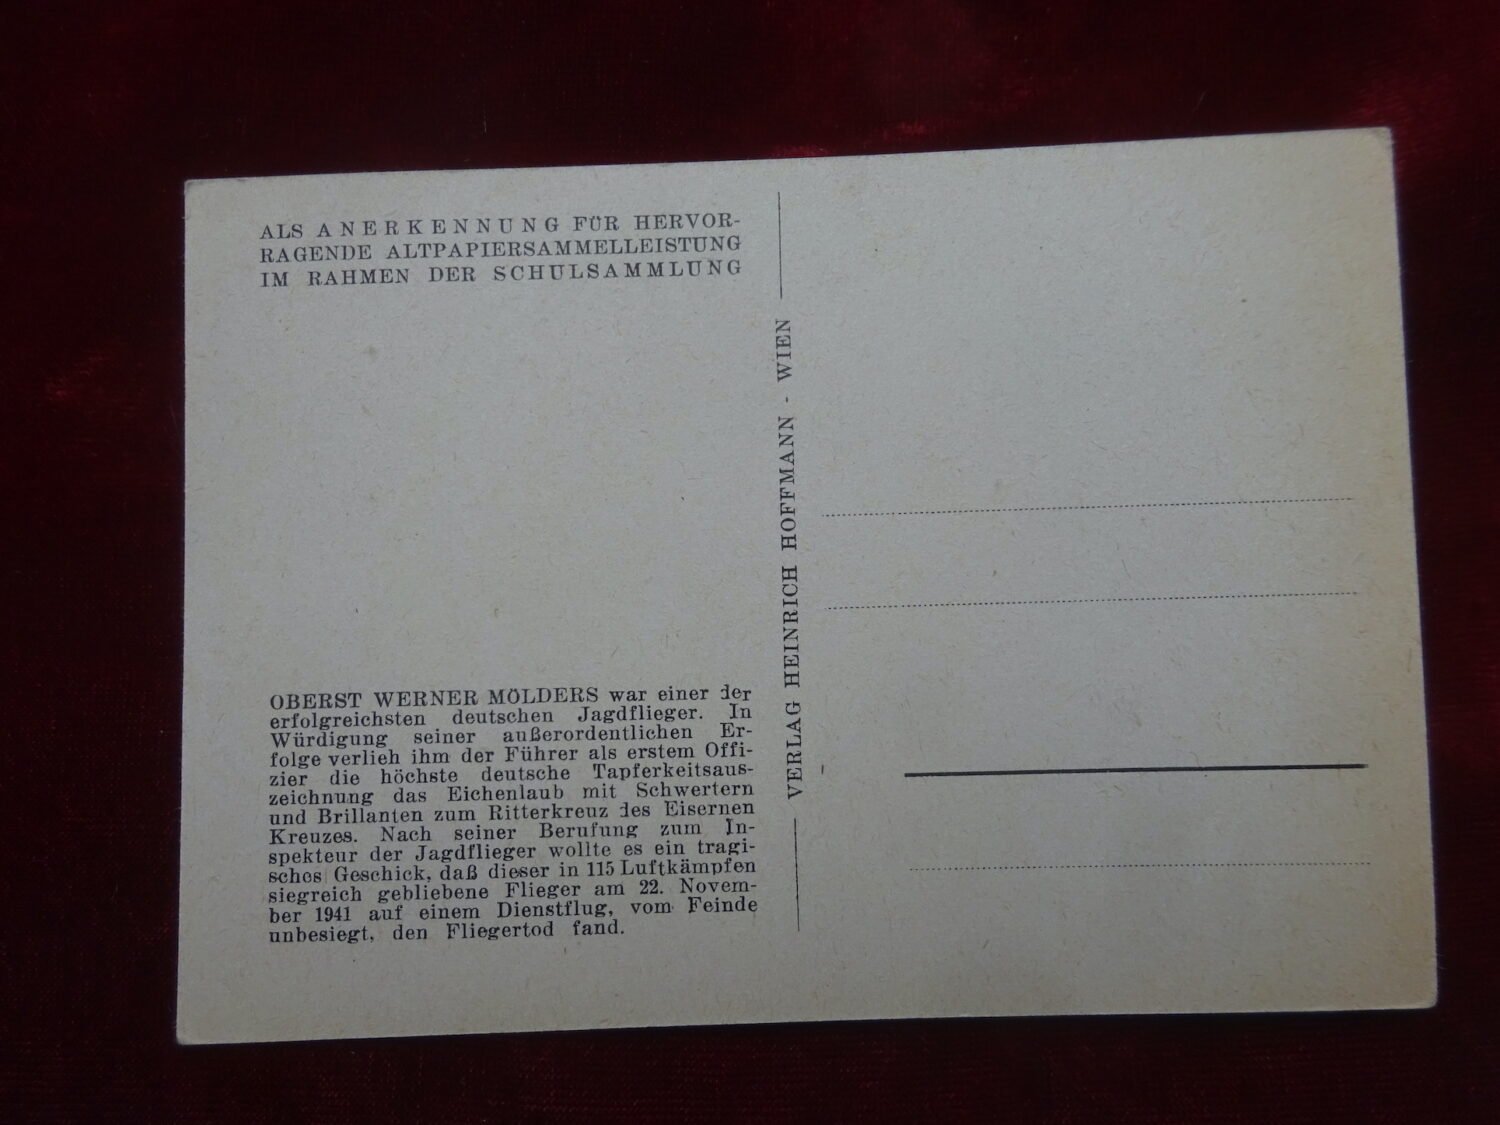 ALS ANERKENNUNG FÜR HERVOR-
RAGENDE ALTPAPIERSAMMELLEISTUNG
IM RAHMEN DER SCHULSAMMLUNG
OBERST WERNER MÖLDERS war einer der
erfolgreichsten deutschen Jagdflieger. In
Würdigung seiner außerordentlichen Er-
folge verlieh ihm der Führer als erstem Offi-
zier die höchste deutsche Tapferkeitsaus-
zeichnung das Eichenlaub mit Schwertern
und Brillanten zum Ritterkreuz des Eisernen
Kreuzes. Nach seiner Berufung zum In-
spekteur der Jagdflieger wollte es ein tragi-
sches Geschick, daß dieser in 115 Luftkämpfen
siegreich gebliebene Flieger am 22. Novem-
ber 1941 auf einem Dienstflug, vom Feinde
unbesiegt, den Fliegertod fand.
VERLAG HEINRICH HOFFMANN - WIEN